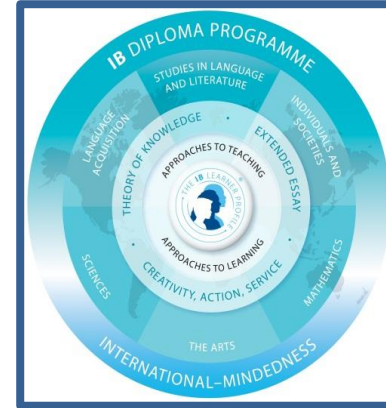 IB DIPLOMA PROGRAMME
STUDIES IN LANGUAGE
AND LITERATURE
LANGUAGE
ACQUISITION
INDIVIDUALS AND
SOCIETIES
THEORY OF KNOWLEDGE
EXTENDED ESSAY
APPROACHES TO TEACHING
THE IB LEARNER PROFILE
APPROACHES TO LEARNING
CREATIVITY, ACTION, SERVICE
SCIENCES
MATHEMATICS
THE ARTS
INTERNATIONAL–MINDEDNESS